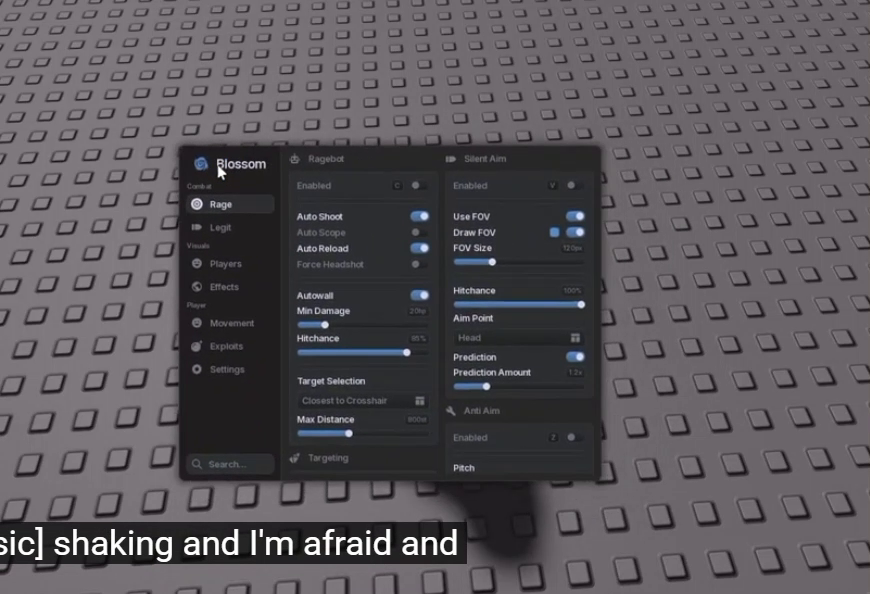 Blossom
Combat
Rage
Legit
Visuals
Players
Effects
Player
Movement
Exploits
Settings
Search...
Ragebot
Enabled C
Auto Shoot
Auto Scope
Auto Reload
Force Headshot
Autowall
Min Damage 20hp
Hitchance
Target Selection
Closest to Crosshair
Max Distance
Targeting
Silent Aim
Enabled V
Use FOV
Draw FOV
FOV Size 120px
Hitchance 100%
Aim Point
Head
Prediction
Prediction Amount 1.2x
Anti Aim
Enabled Z
Pitch
sic] shaking and I'm afraid and